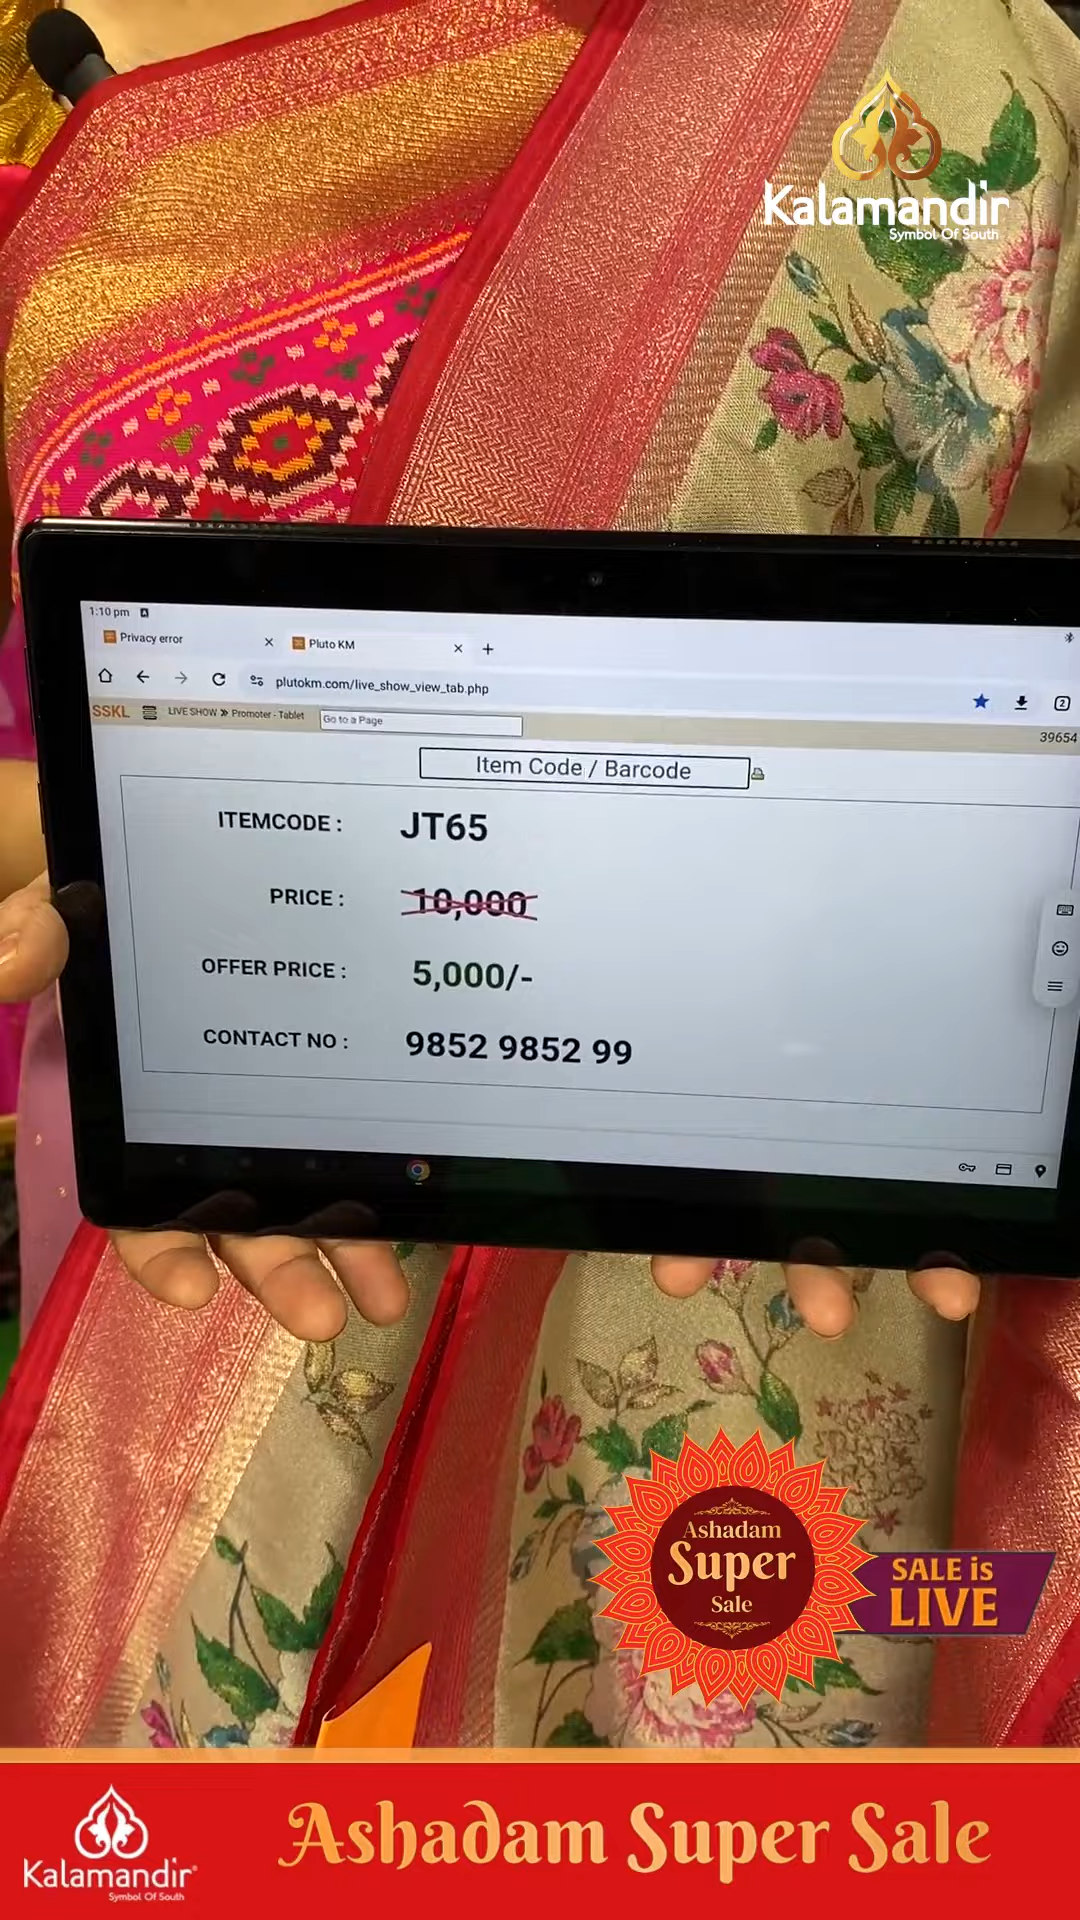 Kalamandir
Symbol Of South
1:10 pm
Privacy error
Pluto KM
plutokm.com/live_show_view_tab.php
2
SSKL
LIVE SHOW » Promoter - Tablet
Go to a Page
39654
Item Code / Barcode
ITEMCODE : JT65
PRICE : 10,000
OFFER PRICE : 5,000/-
CONTACT NO : 9852 9852 99
Ashadam
Super
Sale
SALE is
LIVE
Kalamandir
Symbol Of South
Ashadam Super Sale